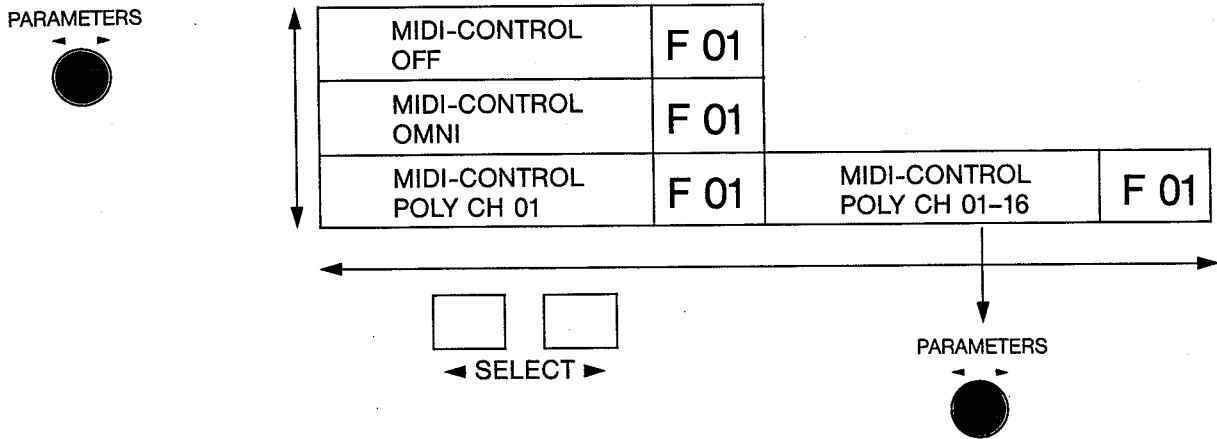 PARAMETERS
MIDI-CONTROL
OFF
F 01
MIDI-CONTROL
OMNI
F 01
MIDI-CONTROL
POLY CH 01
F 01
MIDI-CONTROL
POLY CH 01–16
F 01
◄ SELECT ►
PARAMETERS